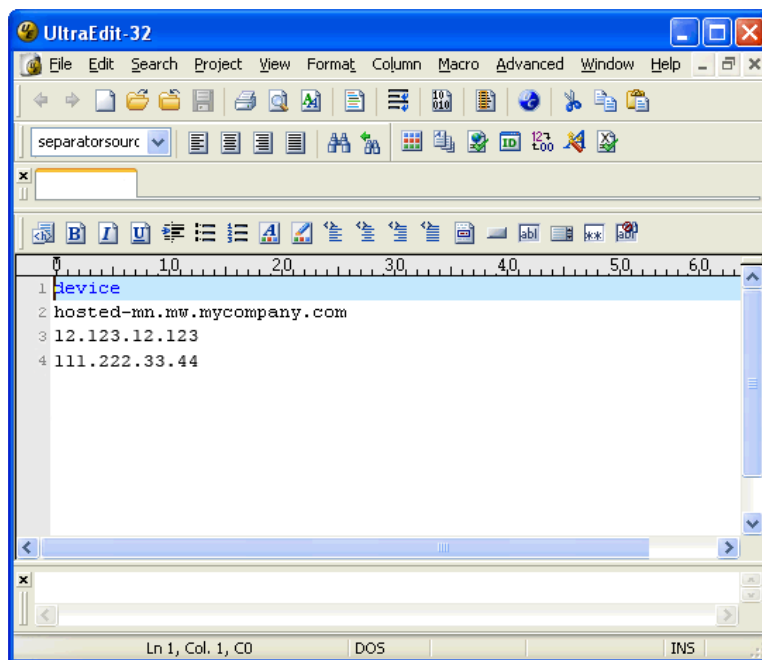 UltraEdit-32
File Edit Search Project View Format Column Macro Advanced Window Help
separatorsourc
0 10 20 30 40 50 60
1 device
2 hosted-mn.mw.mycompany.com
3 12.123.12.123
4 111.222.33.44
Ln 1, Col. 1, C0 DOS INS